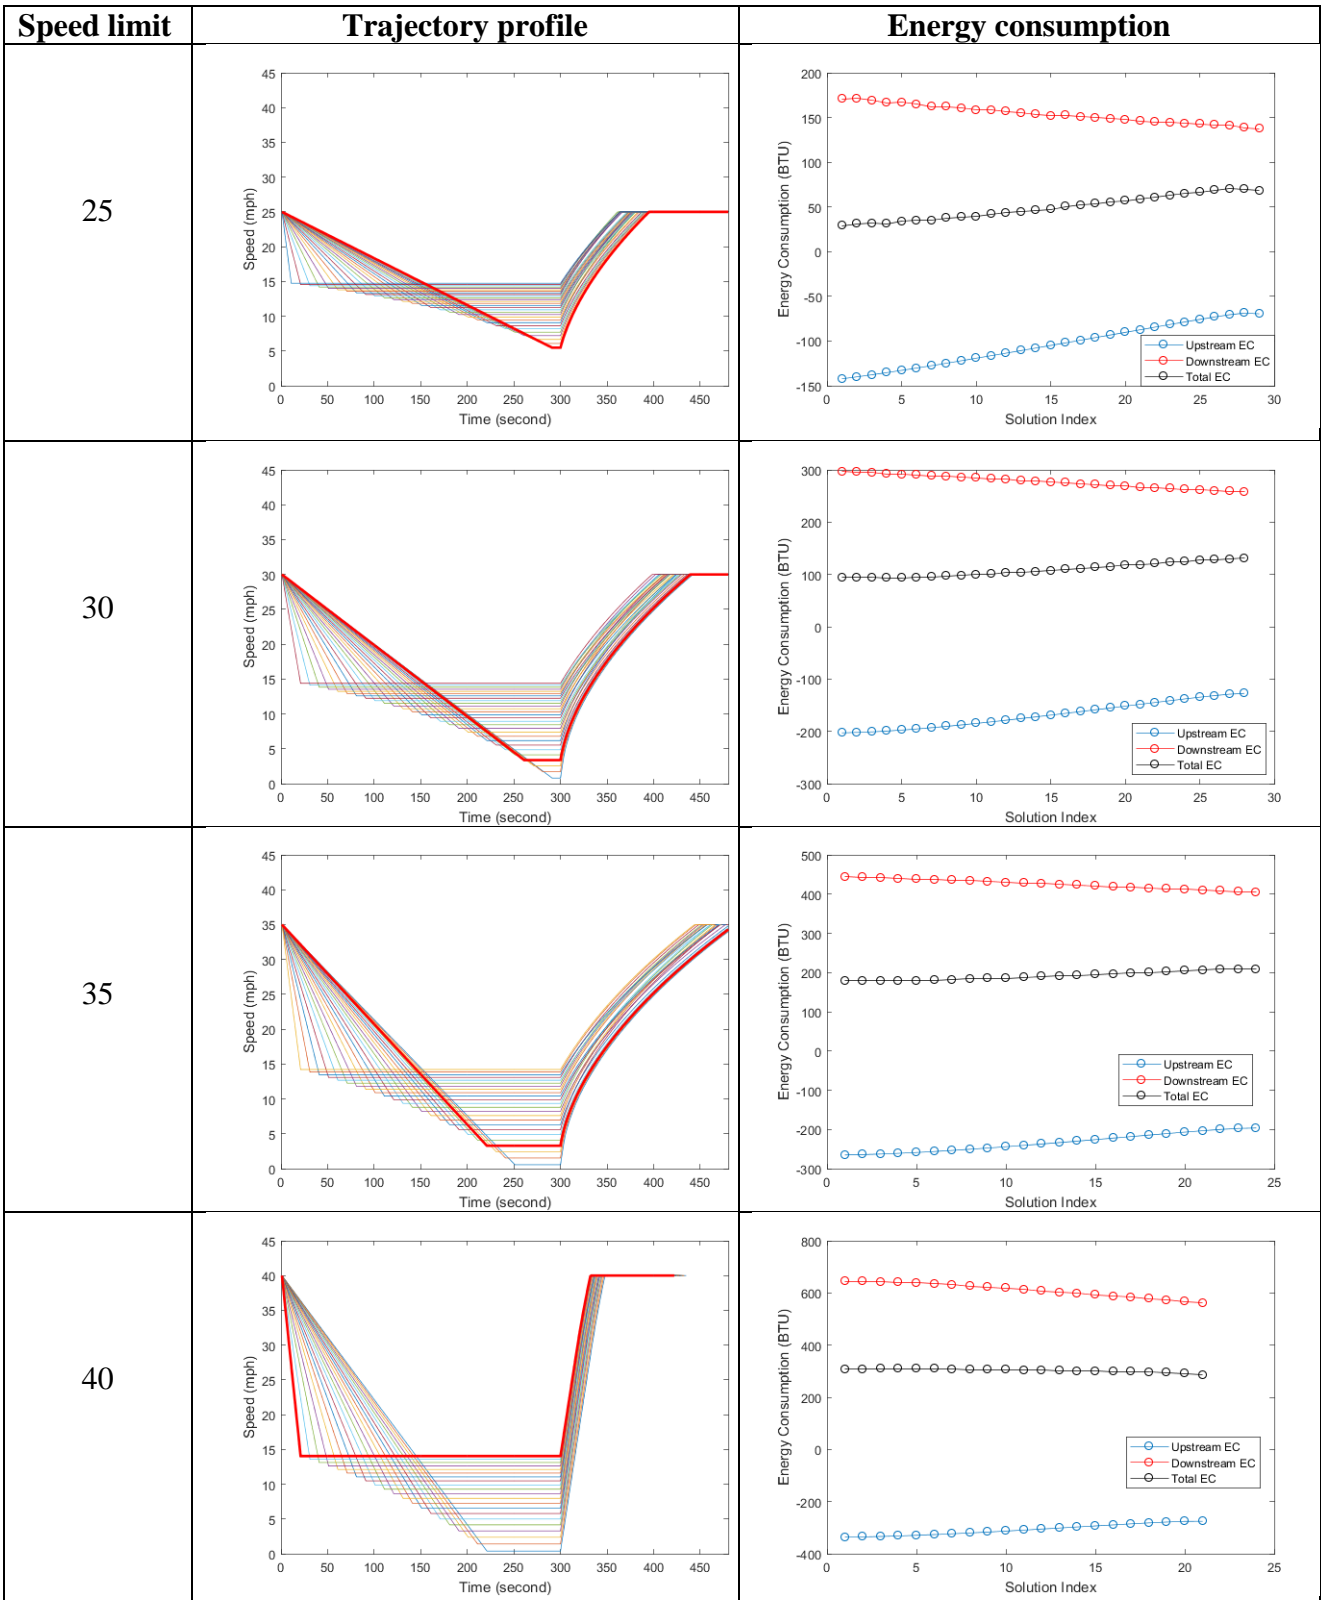 Speed limit Trajectory profile Energy consumption
25
45
40
35
30
25
20
15
10
5
0
Speed (mph)
0 50 100 150 200 250 300 350 400 450
Time (second)
200
150
100
50
0
-50
-100
-150
Energy Consumption (BTU)
Upstream EC
Downstream EC
Total EC
0 5 10 15 20 25 30
Solution Index
30
45
40
35
30
25
20
15
10
5
0
Speed (mph)
0 50 100 150 200 250 300 350 400 450
Time (second)
300
200
100
0
-100
-200
-300
Energy Consumption (BTU)
Upstream EC
Downstream EC
Total EC
0 5 10 15 20 25 30
Solution Index
35
45
40
35
30
25
20
15
10
5
0
Speed (mph)
0 50 100 150 200 250 300 350 400 450
Time (second)
500
400
300
200
100
0
-100
-200
-300
Energy Consumption (BTU)
Upstream EC
Downstream EC
Total EC
0 5 10 15 20 25
Solution Index
40
45
40
35
30
25
20
15
10
5
0
Speed (mph)
0 50 100 150 200 250 300 350 400 450
Time (second)
800
600
400
200
0
-200
-400
Energy Consumption (BTU)
Upstream EC
Downstream EC
Total EC
0 5 10 15 20 25
Solution Index